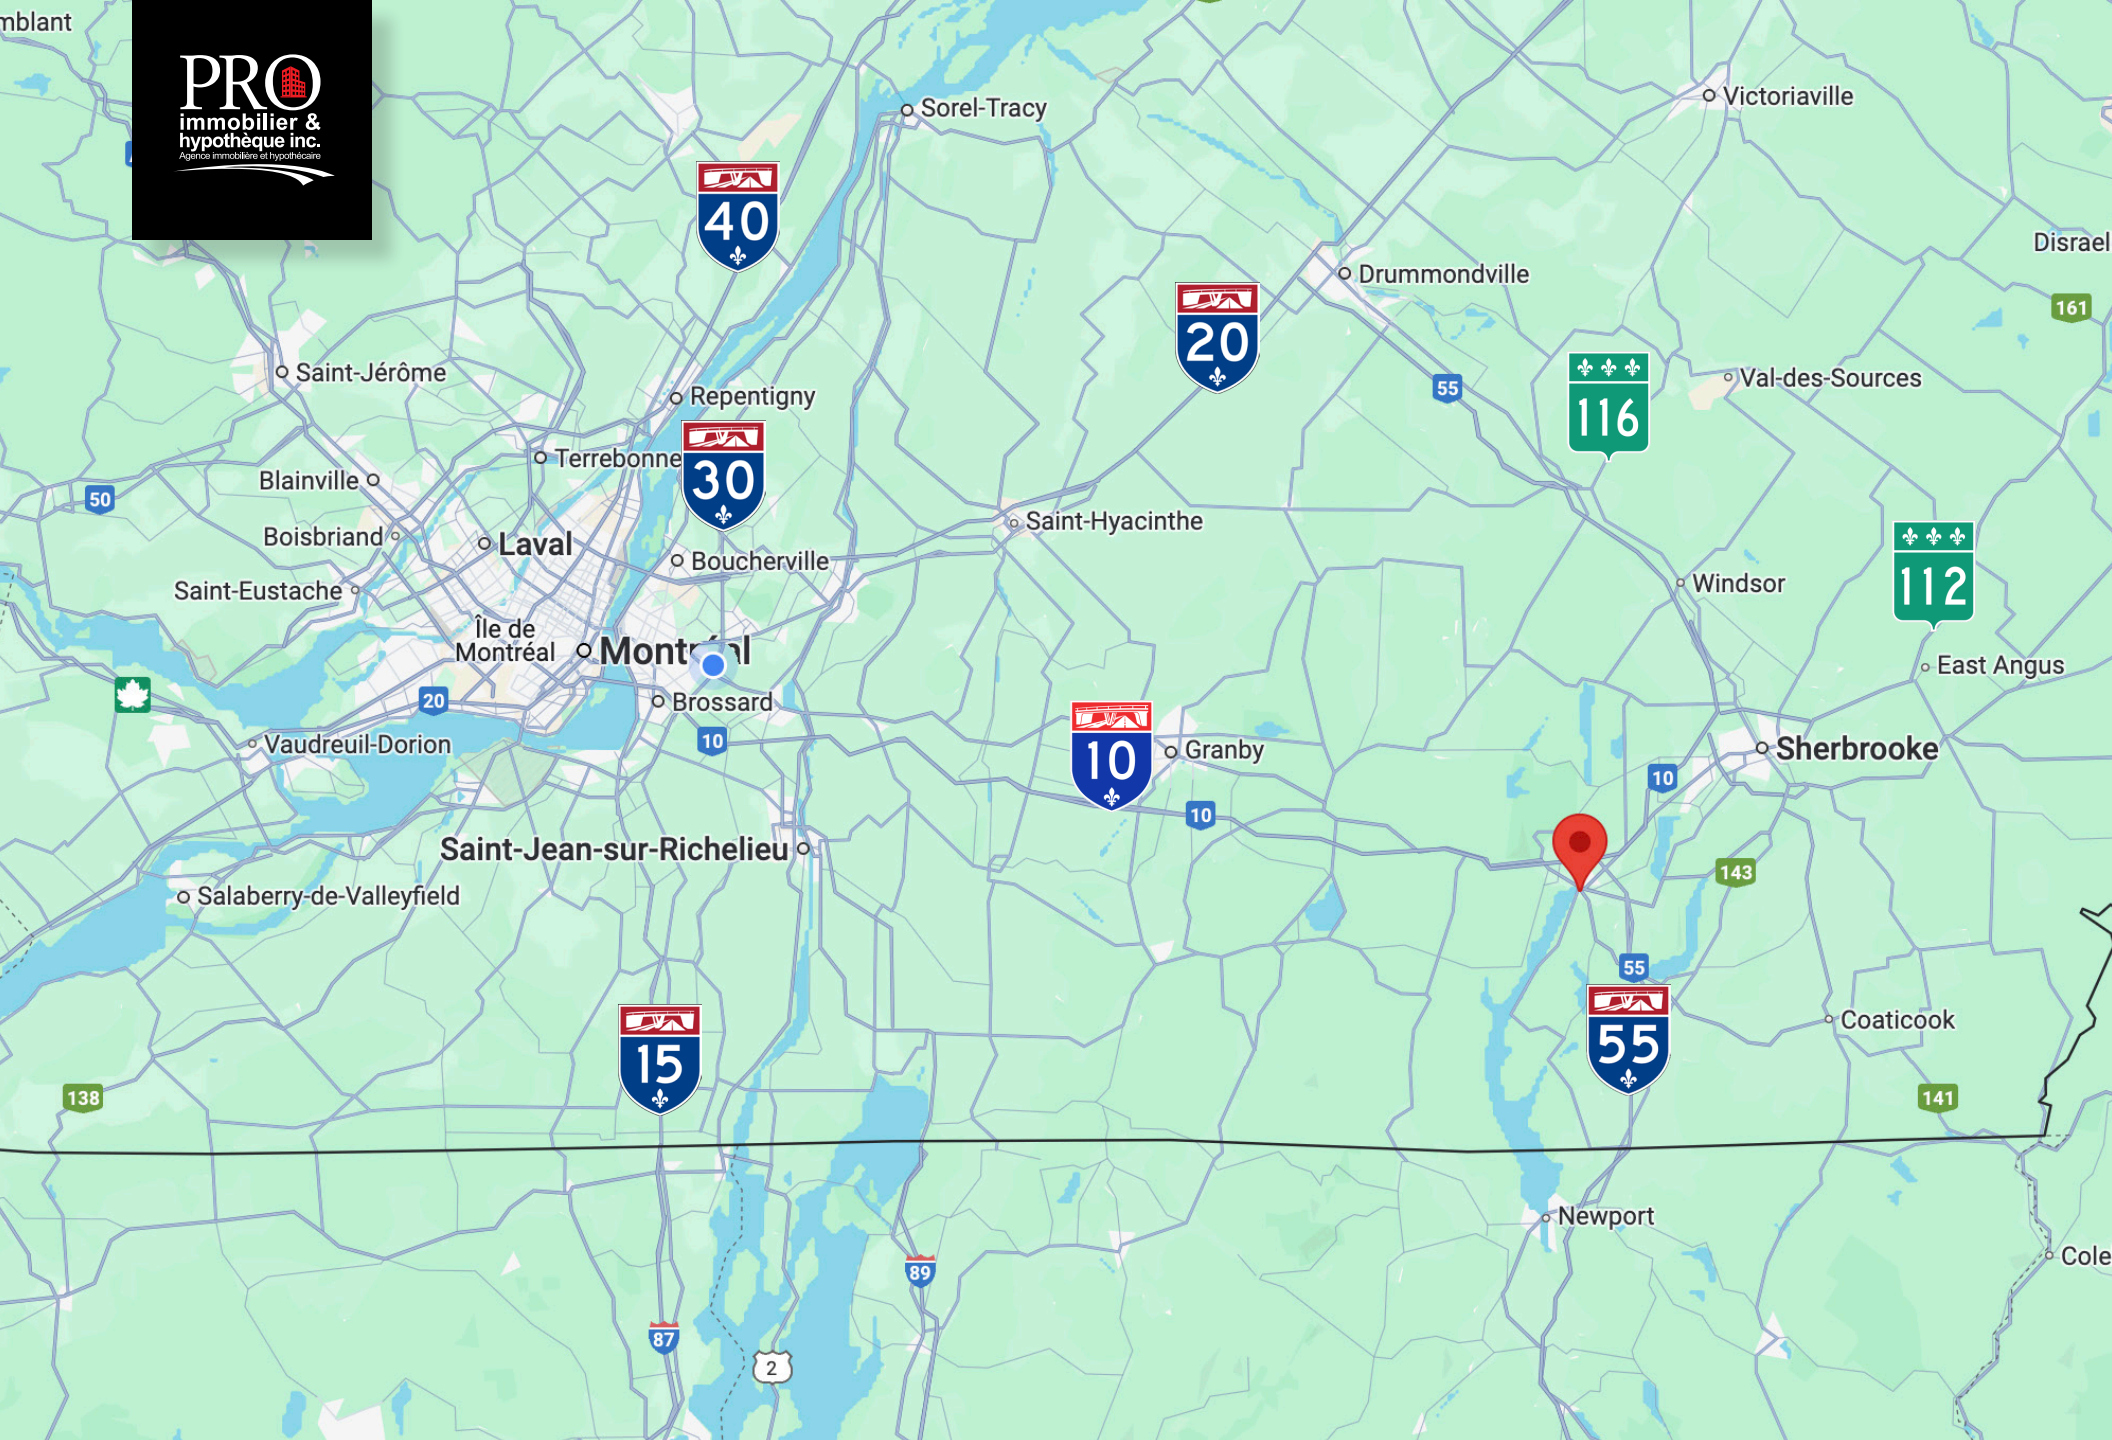 mblant
PRO
immobilier &
hypothèque inc.
Agence immobilière et hypothécaire
Sorel-Tracy
Victoriaville
40
Disrael
Drummondville
20
161
Saint-Jérôme
Repentigny
55
116
Val-des-Sources
Terrebonne
30
Blainville
50
Boisbriand
Laval
Saint-Hyacinthe
Boucherville
112
Saint-Eustache
Windsor
Île de
Montréal
Montréal
East Angus
20
Brossard
10
Vaudreuil-Dorion
10
Granby
Sherbrooke
10
10
Saint-Jean-sur-Richelieu
143
Salaberry-de-Valleyfield
55
55
Coaticook
15
138
141
Newport
Cole
89
87
2